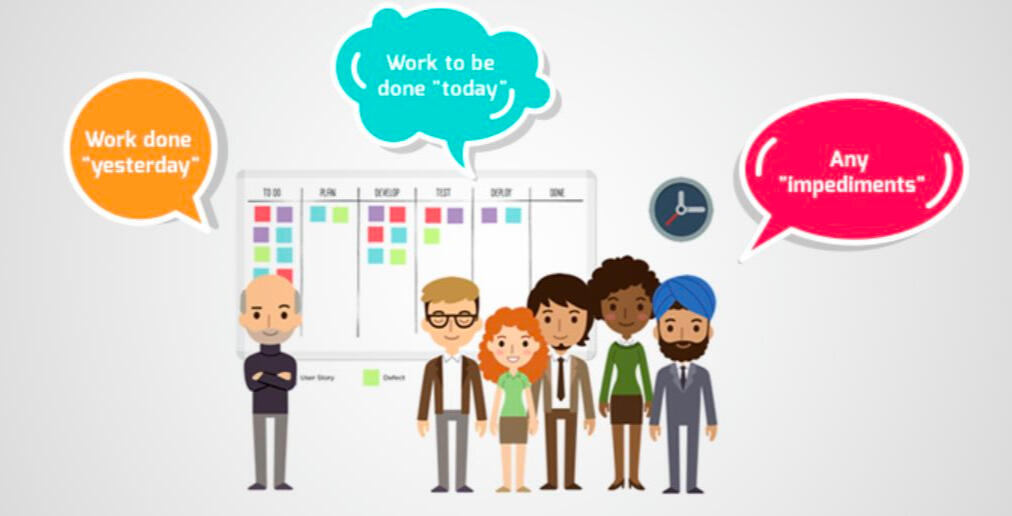 Work to be
done "today"
Work done
"yesterday"
Any
"impediments"
TO DO
PLAN
DEVELOP
TEST
DEPLOY
DONE
User Story
Defect